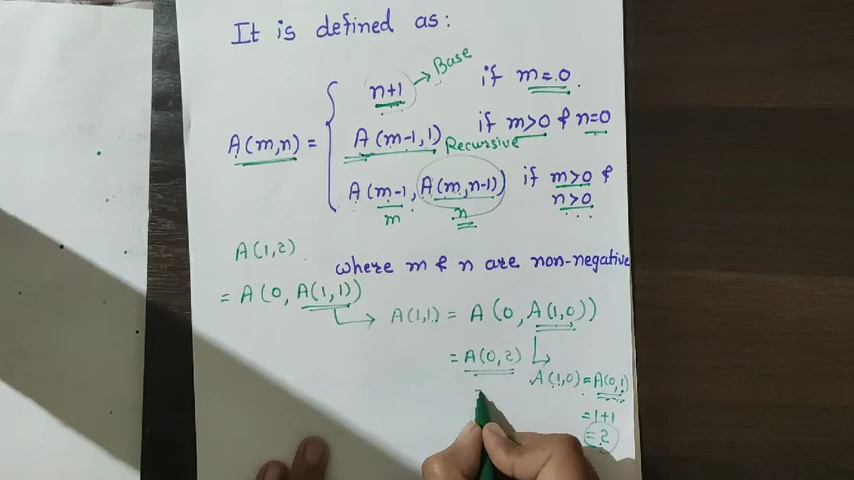 It is defined as:
n+1 → Base if m=0
A(m,n) = { A(m-1,1) if m>0 & n=0
Recursive
A(m-1, A(m,n-1)) if m>0 &
n>0
m n
A(1,2)
where m & n are non-negative
= A(0, A(1,1))
A(1,1) = A(0, A(1,0))
= A(0,2)
A(1,0) = A(0,1)
= 1+1
= 2